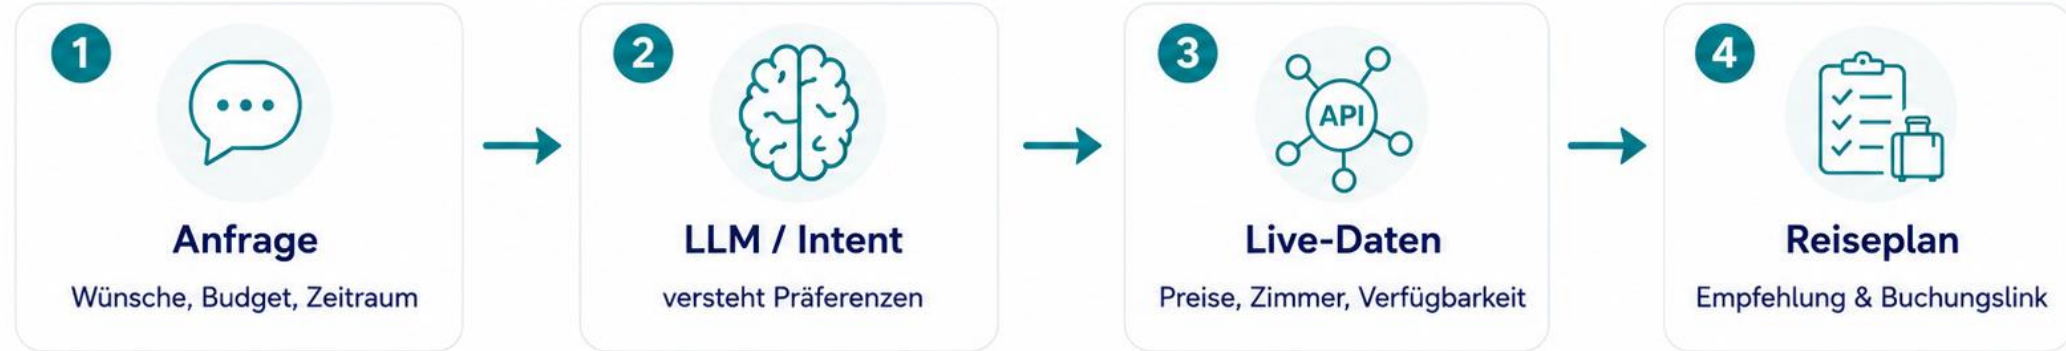 1
Anfrage
Wünsche, Budget, Zeitraum
2
LLM / Intent
versteht Präferenzen
3
API
Live-Daten
Preise, Zimmer, Verfügbarkeit
4
Reiseplan
Empfehlung & Buchungslink